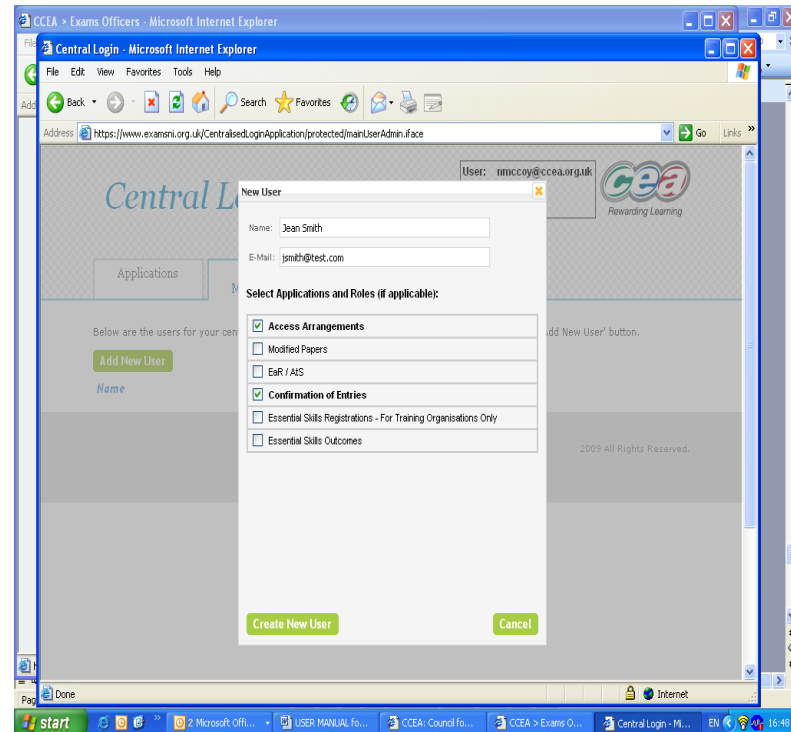 CCEA > Exams Officers - Microsoft Internet Explorer
Central Login - Microsoft Internet Explorer
File Edit View Favorites Tools Help
Back Search Favorites
Address https://www.examsni.org.uk/CentralisedLoginApplication/protected/mainUserAdmin.iface Go Links »
User: nmccoy@ccea.org.uk
Central L
cea
Rewarding Learning
New User
Name: Jean Smith
E-Mail: jsmith@test.com
Applications
M
Select Applications and Roles (if applicable):
Access Arrangements
Below are the users for your cen
dd New User' button.
Modified Papers
Add New User
EaR / AtS
Name
Confirmation of Entries
Essential Skills Registrations - For Training Organisations Only
Essential Skills Outcomes
2009 All Rights Reserved.
Create New User Cancel
Done Internet
Pag
start » 2 Microsoft Offi... USER MANUAL fo... CCEA: Council fo... CCEA > Exams O... Central Login - Mi... EN 16:48